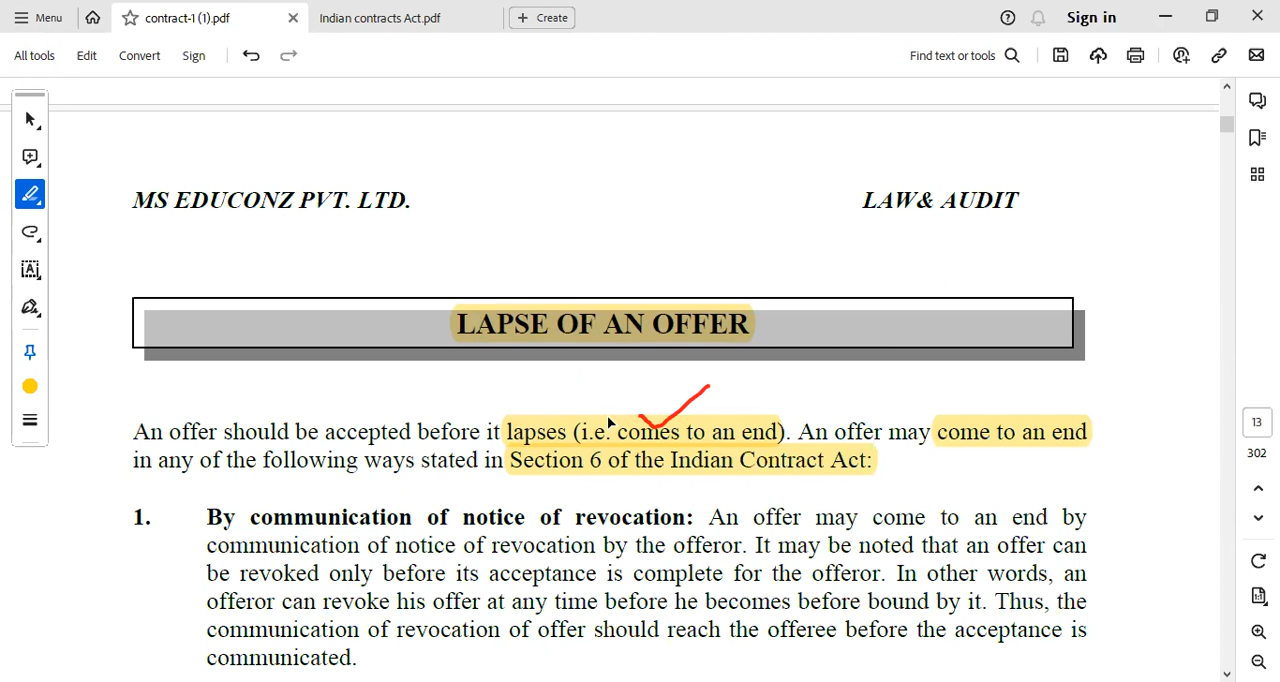 Menu contract-1 (1).pdf Indian contracts Act.pdf Create Sign in
All tools Edit Convert Sign Find text or tools
MS EDUCONZ PVT. LTD. LAW& AUDIT
LAPSE OF AN OFFER
An offer should be accepted before it lapses (i.e. comes to an end). An offer may come to an end
in any of the following ways stated in Section 6 of the Indian Contract Act:
1. By communication of notice of revocation: An offer may come to an end by
communication of notice of revocation by the offeror. It may be noted that an offer can
be revoked only before its acceptance is complete for the offeror. In other words, an
offeror can revoke his offer at any time before he becomes before bound by it. Thus, the
communication of revocation of offer should reach the offeree before the acceptance is
communicated.
13
302